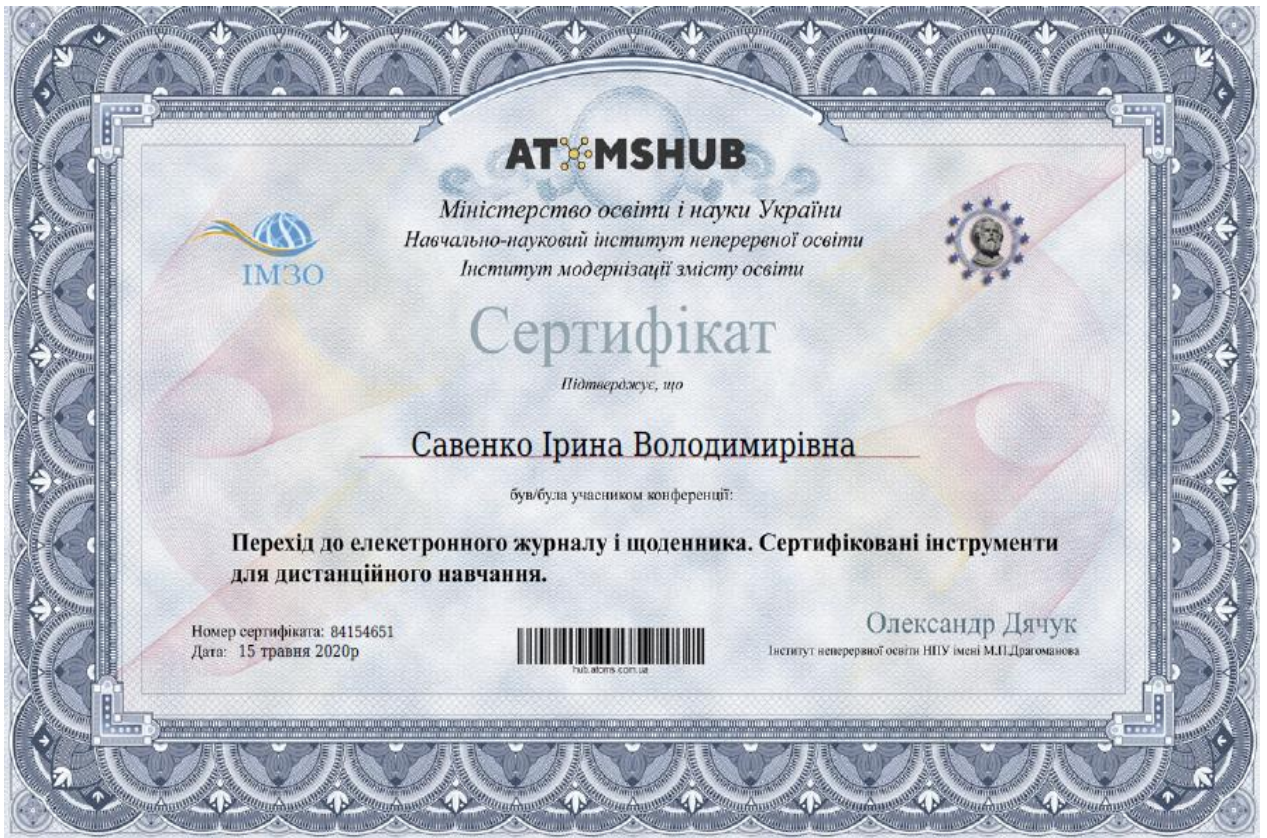 ATOMSHUB
Міністерство освіти і науки України
Навчально-науковий інститут неперервної освіти
Інститут модернізації змісту освіти
ІМЗО
Сертифікат
Підтверджує, що
Савенко Ірина Володимирівна
був/була учасником конференції:
Перехід до елекетронного журналу і щоденника. Сертифіковані інструменти
для дистанційного навчання.
Номер сертифіката: 84154651
Дата: 15 травня 2020р
hub.atoms.com.ua
Олександр Дячук
Інститут неперервної освіти НПУ імені М.П.Драгоманова